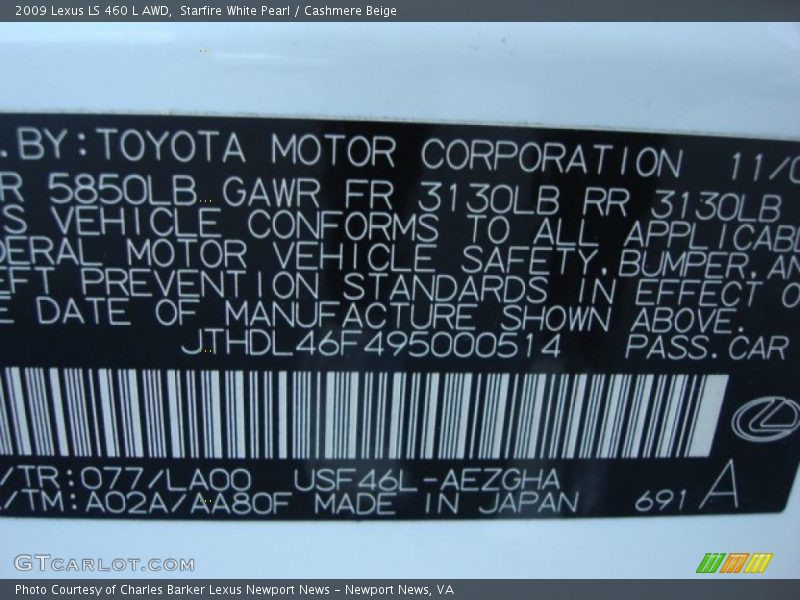 2009 Lexus LS 460 L AWD, Starfire White Pearl / Cashmere Beige
.BY:TOYOTA MOTOR CORPORATION 11/0
R 5850LB GAWR FR 3130LB RR 3130LB
S VEHICLE CONFORMS TO ALL APPLICABL
DERAL MOTOR VEHICLE SAFETY,BUMPER,AN
EFT PREVENTION STANDARDS IN EFFECT O
E DATE OF MANUFACTURE SHOWN ABOVE.
JTHDL46F495000514 PASS.CAR
/TR:077/LA00 USF46L-AEZGHA
/TM:A02A/AA80F MADE IN JAPAN 691 A
GTCARLOT.COM
Photo Courtesy of Charles Barker Lexus Newport News - Newport News, VA